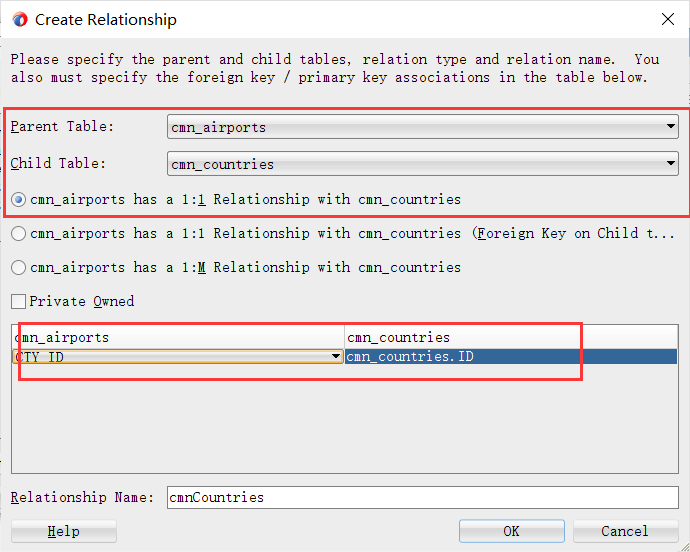 Create Relationship
Please specify the parent and child tables, relation type and relation name. You
also must specify the foreign key / primary key associations in the table below.
Parent Table: cmn_airports
Child Table: cmn_countries
cmn_airports has a 1:1 Relationship with cmn_countries
cmn_airports has a 1:1 Relationship with cmn_countries (Foreign Key on Child t...
cmn_airports has a 1:M Relationship with cmn_countries
Private Owned
cmn_airports cmn_countries
CTY_ID cmn_countries.ID
Relationship Name: cmnCountries
Help OK Cancel